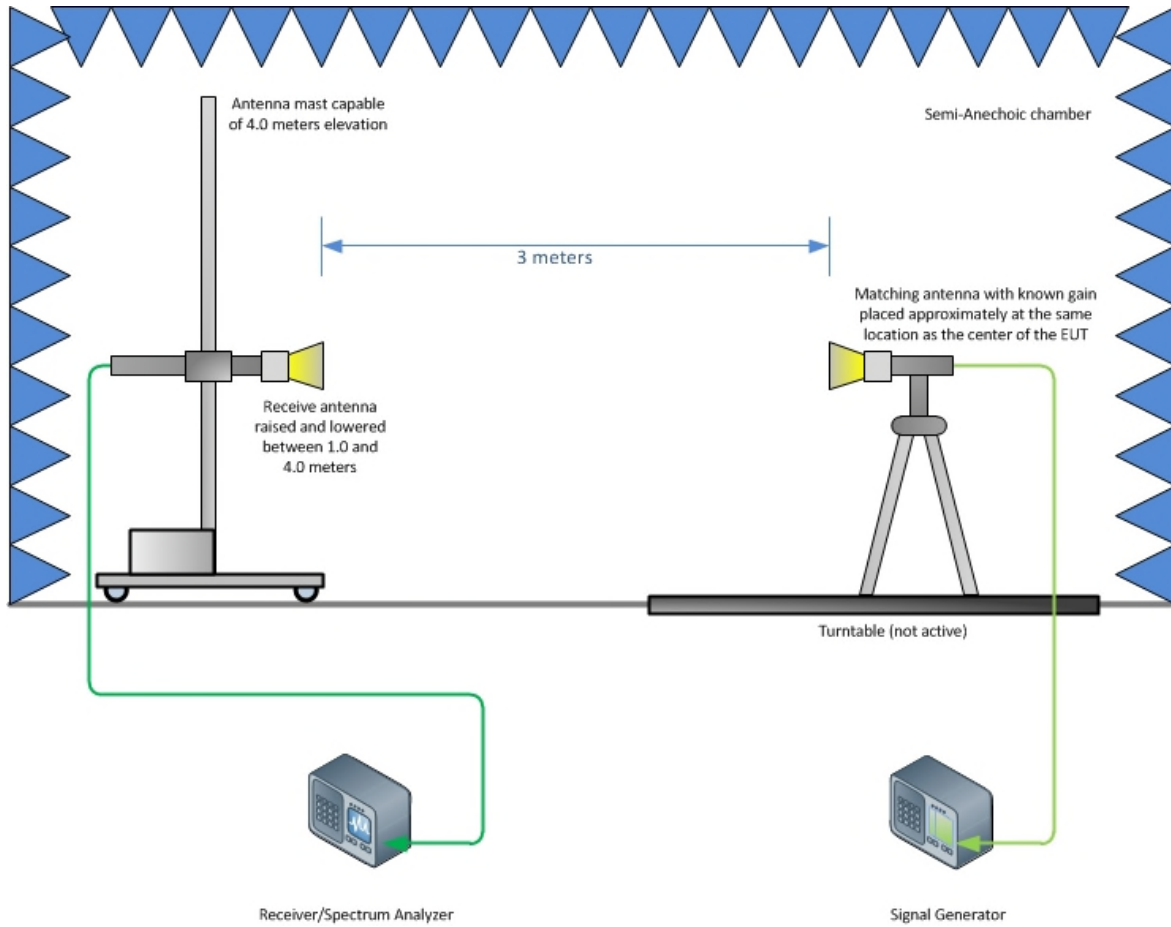 Antenna mast capable
of 4.0 meters elevation
Semi-Anechoic chamber
3 meters
Matching antenna with known gain
placed approximately at the same
location as the center of the EUT
Receive antenna
raised and lowered
between 1.0 and
4.0 meters
Turntable (not active)
Receiver/Spectrum Analyzer
Signal Generator